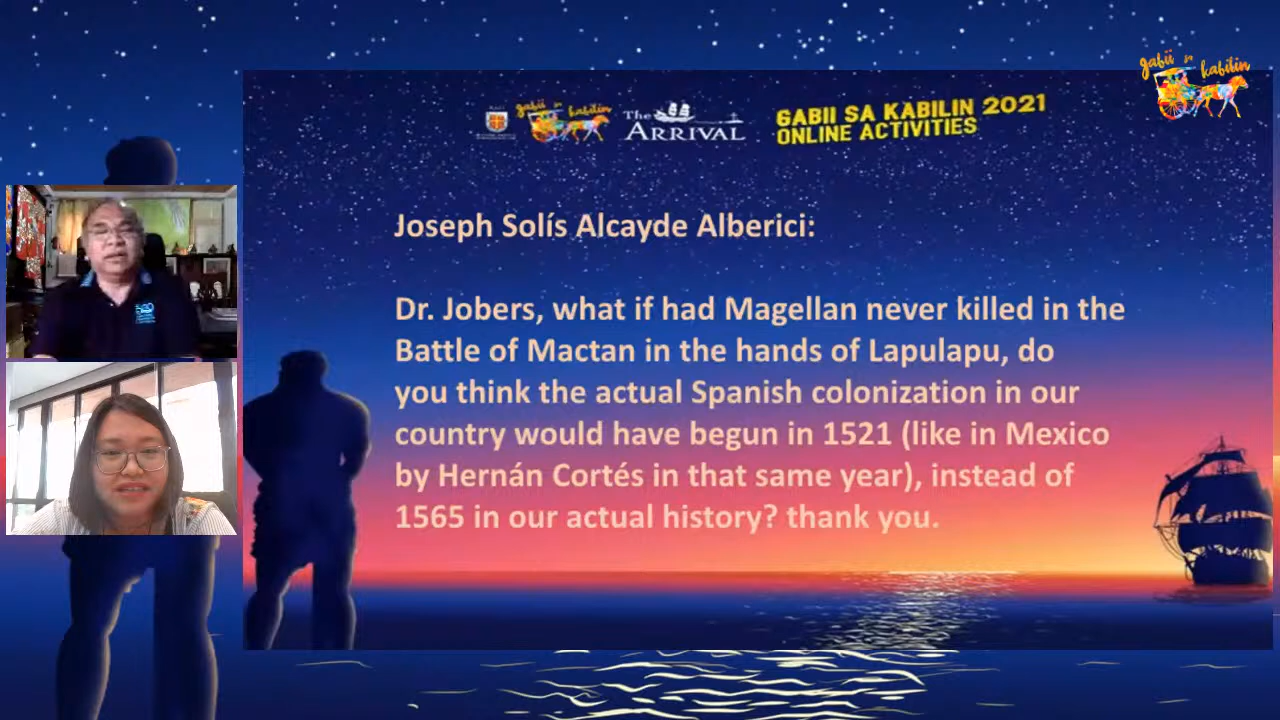 gabii sa kabilin
gabii sa kabilin
The
ARRIVAL
GABII SA KABILIN 2021
ONLINE ACTIVITIES
Joseph Solís Alcayde Alberici:
Dr. Jobers, what if had Magellan never killed in the
Battle of Mactan in the hands of Lapulapu, do
you think the actual Spanish colonization in our
country would have begun in 1521 (like in Mexico
by Hernán Cortés in that same year), instead of
1565 in our actual history? thank you.